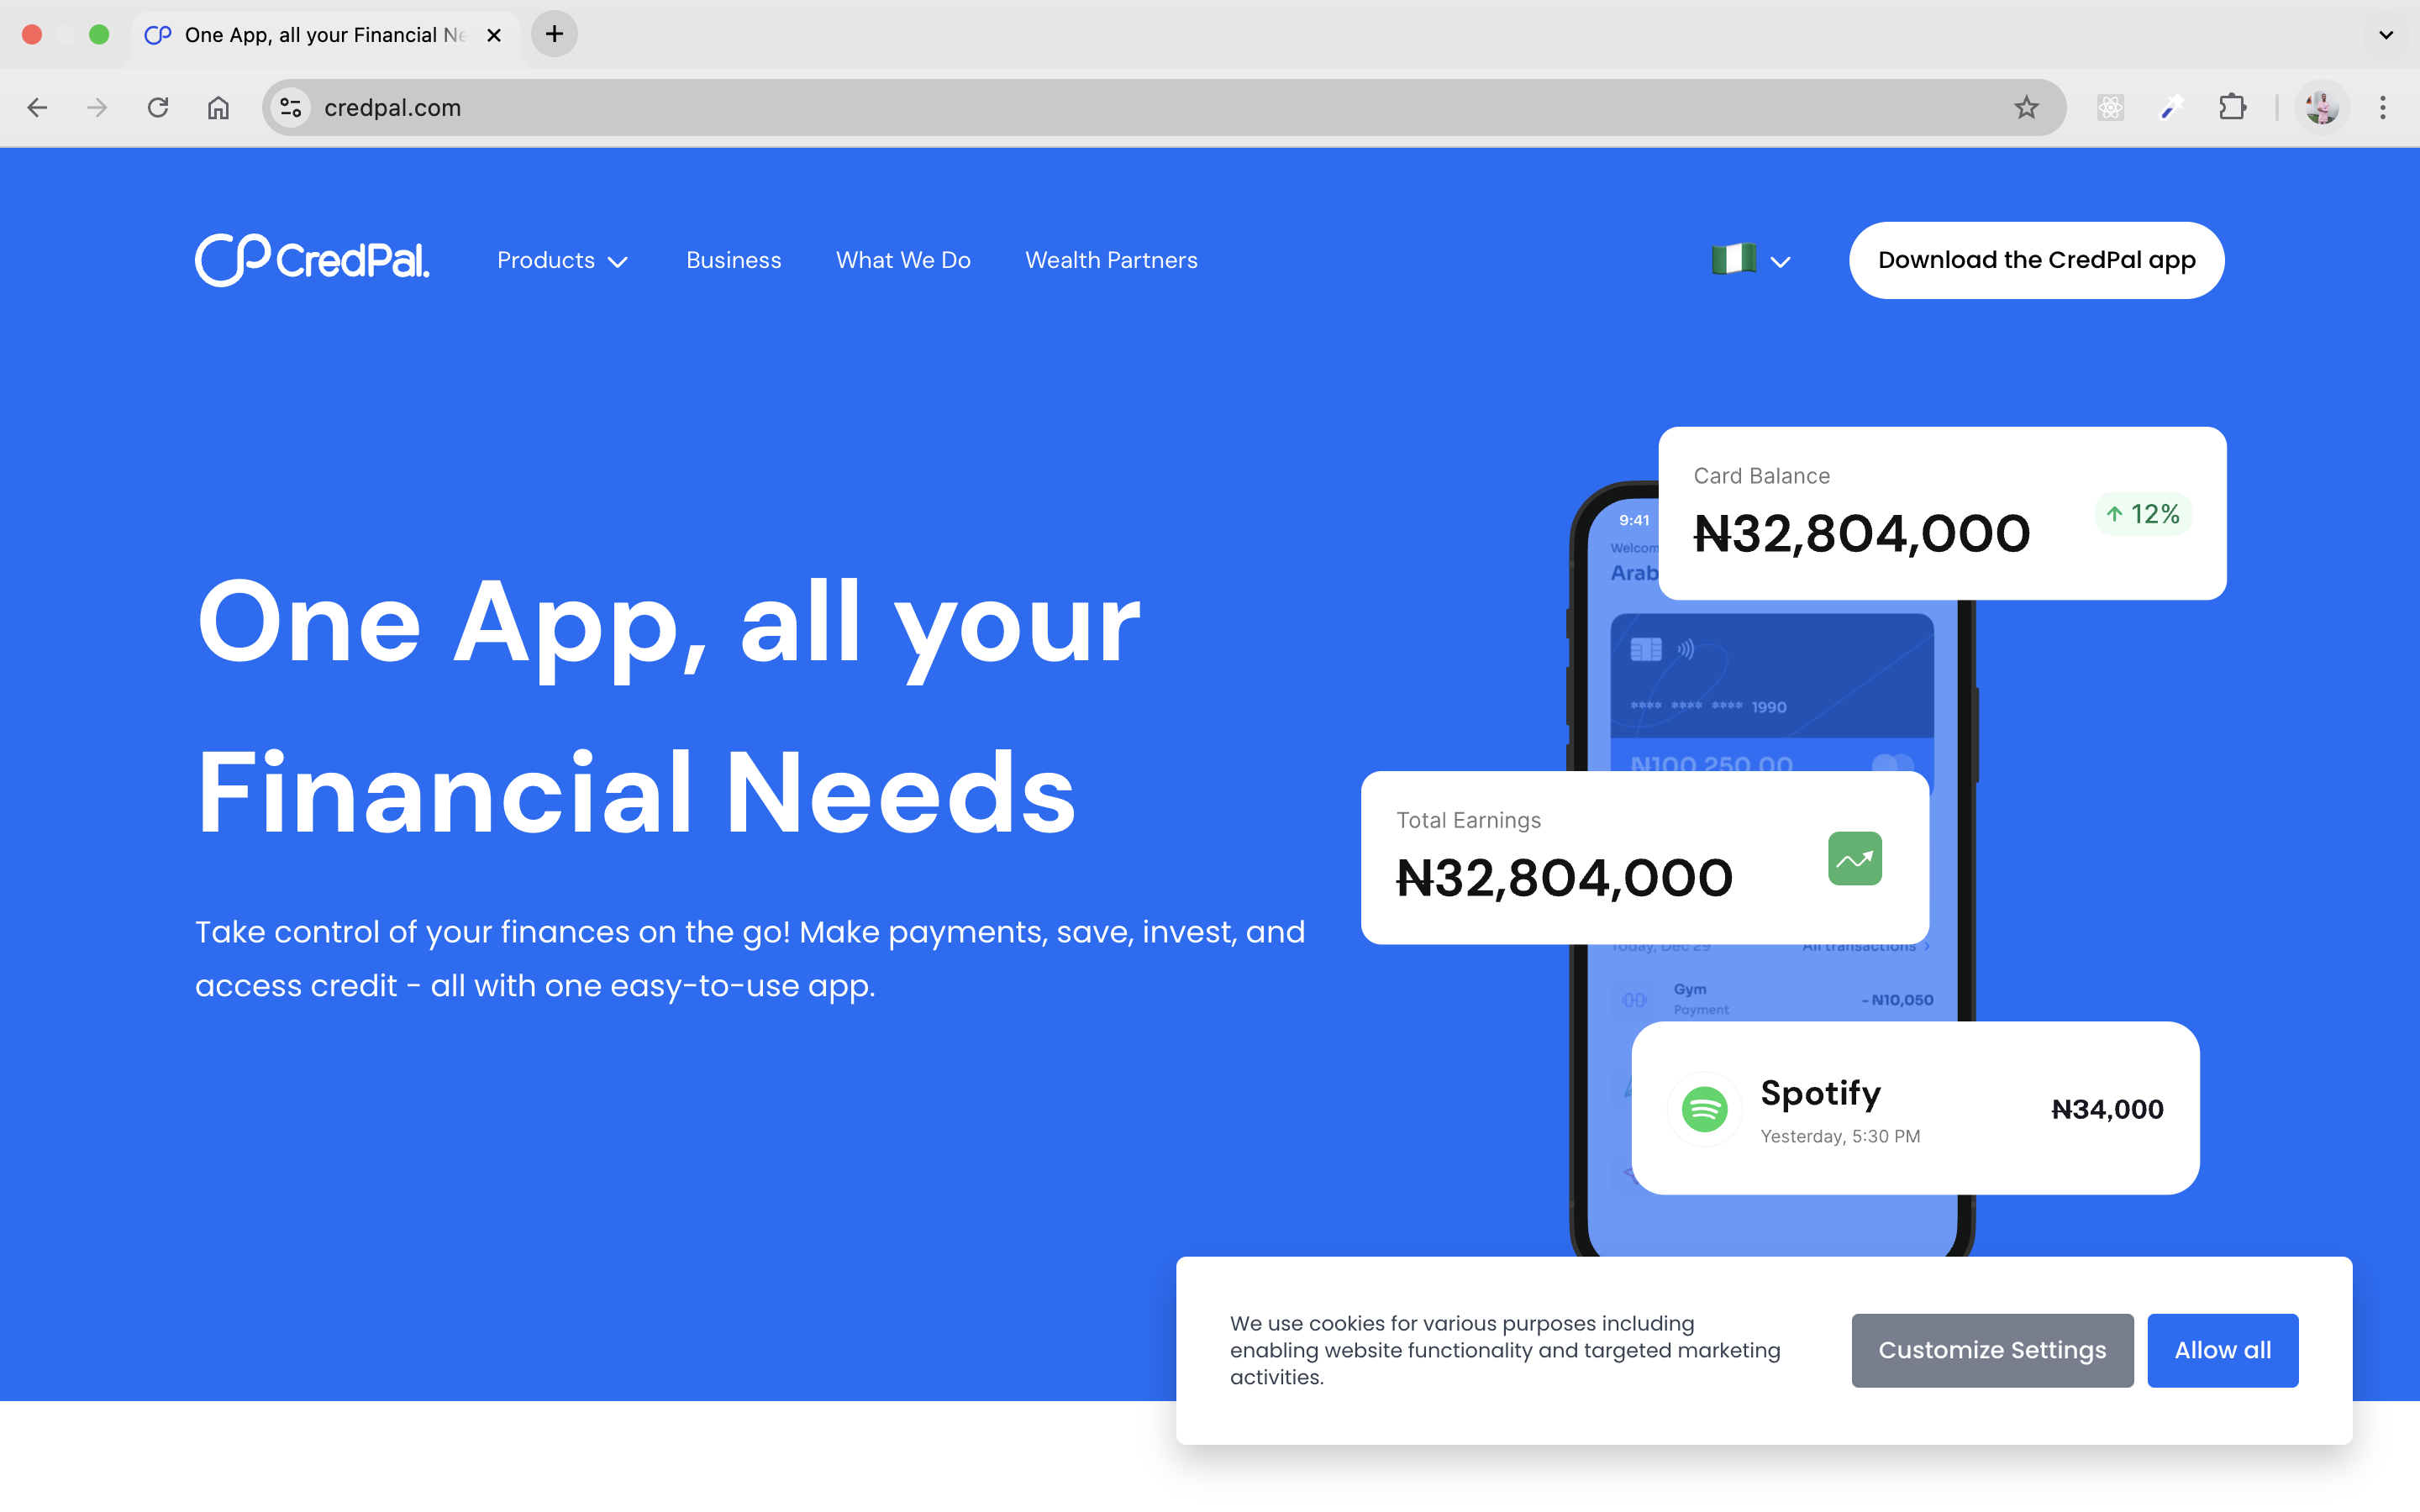 One App, all your Financial Ne
credpal.com
CredPal.
Products
Business
What We Do
Wealth Partners
Download the CredPal app
One App, all your
Financial Needs
Take control of your finances on the go! Make payments, save, invest, and
access credit - all with one easy-to-use app.
9:41
Card Balance
₦32,804,000
12%
**** **** **** 1990
₦100,250.00
Total Earnings
₦32,804,000
Today, Dec 29
All transactions
Gym
Payment
- ₦10,050
Spotify
Yesterday, 5:30 PM
₦34,000
We use cookies for various purposes including
enabling website functionality and targeted marketing
activities.
Customize Settings
Allow all